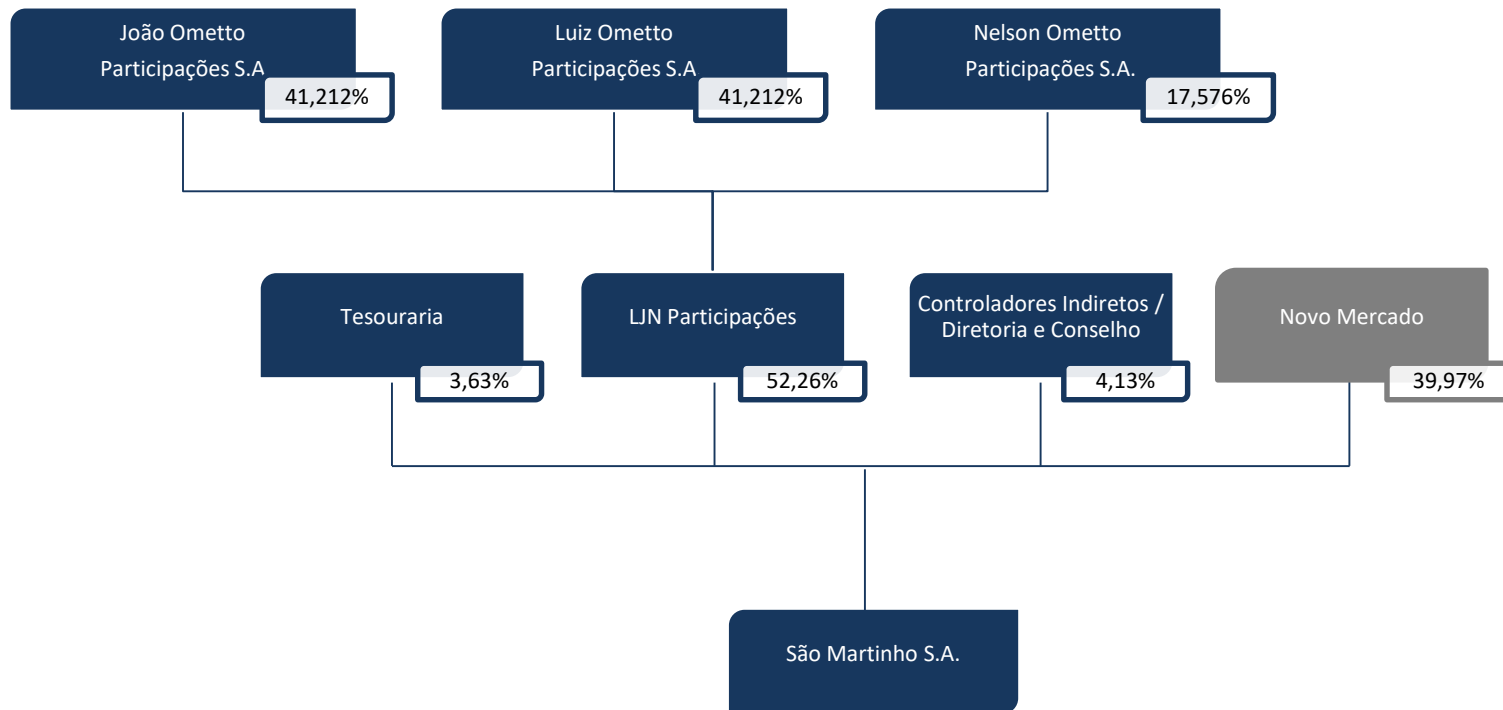 João Ometto
Participações S.A
41,212%
Luiz Ometto
Participações S.A
41,212%
Nelson Ometto
Participações S.A.
17,576%
Tesouraria
3,63%
LJN Participações
52,26%
Controladores Indiretos /
Diretoria e Conselho
4,13%
Novo Mercado
39,97%
São Martinho S.A.